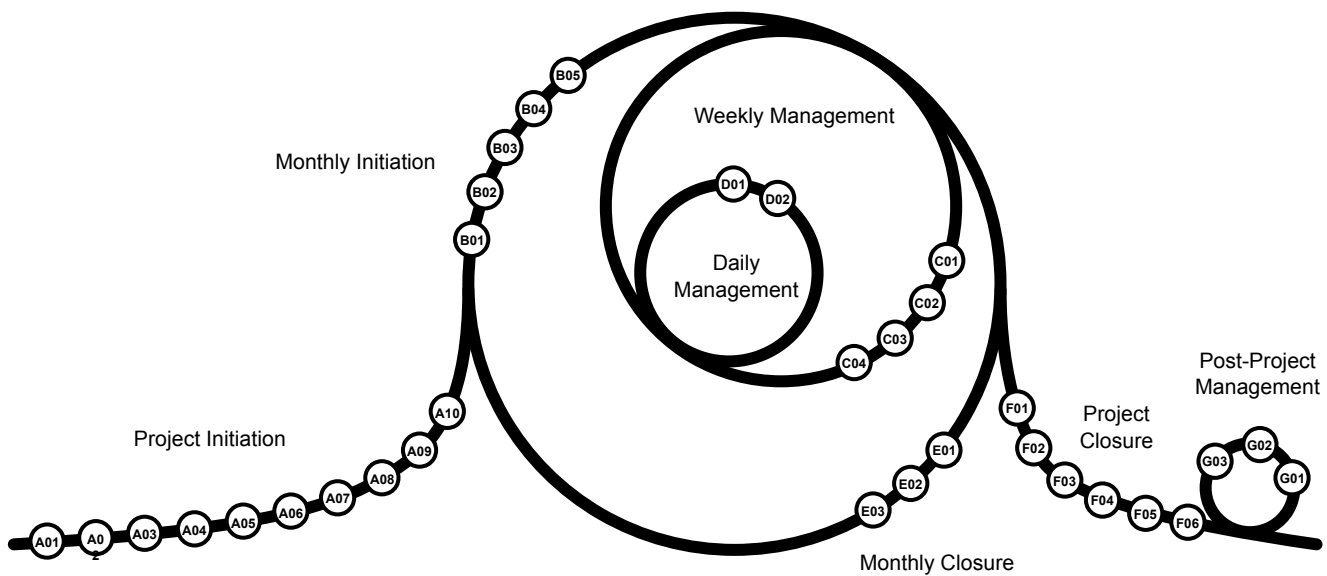 Project Initiation
A01
A0
2
A03
A04
A05
A06
A07
A08
A09
A10
Monthly Initiation
B01
B02
B03
B04
B05
Weekly Management
C01
C02
C03
C04
Daily
Management
D01
D02
Monthly Closure
E01
E02
E03
Project
Closure
F01
F02
F03
F04
F05
F06
Post-Project
Management
G01
G02
G03